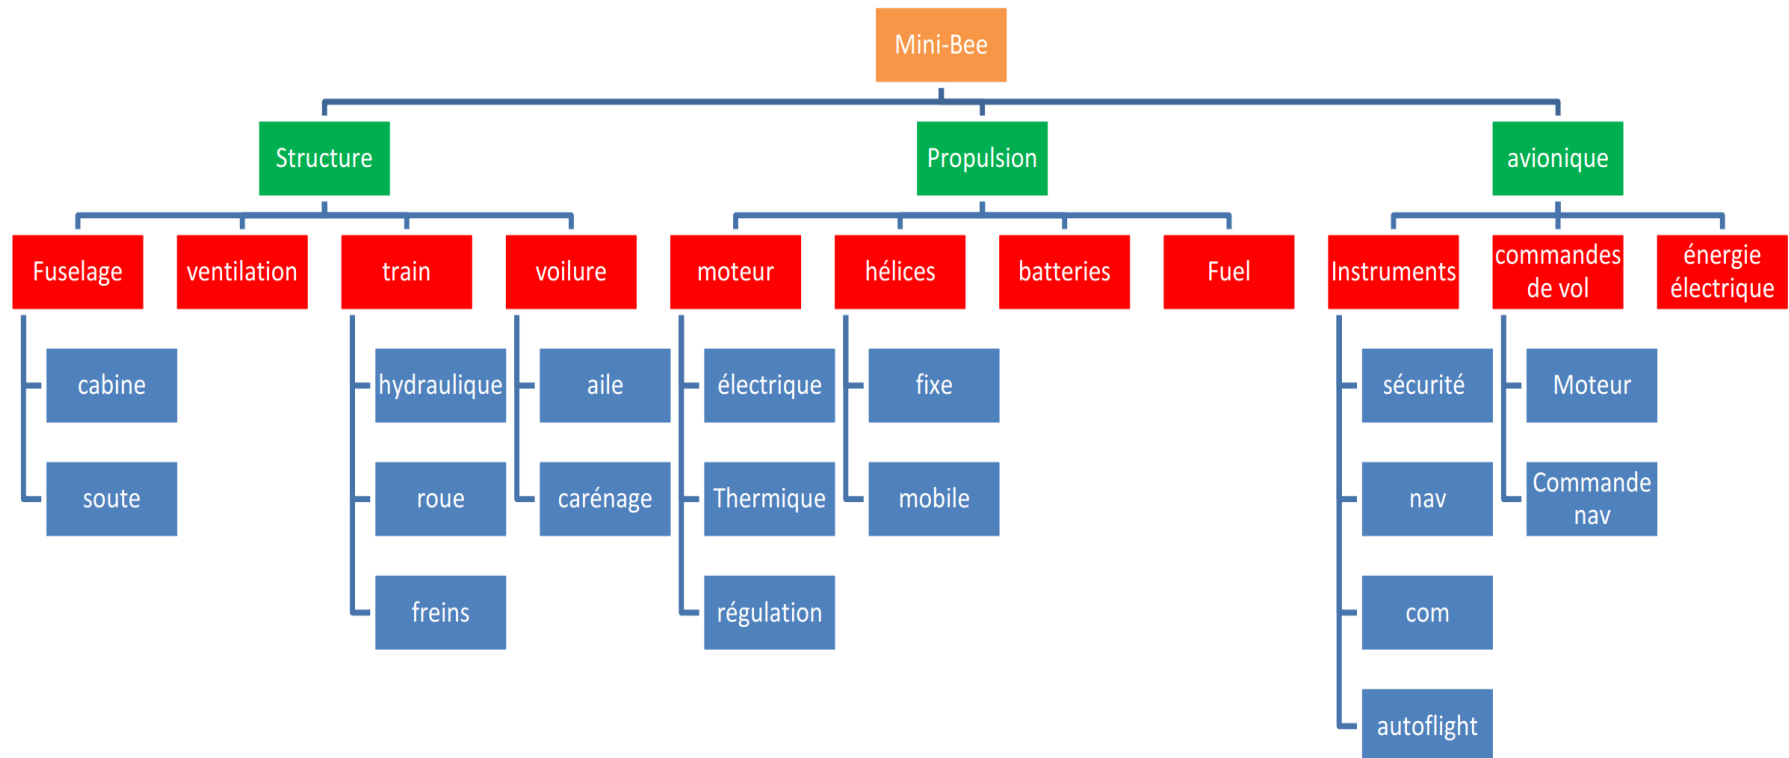 Mini-Bee
Structure
Propulsion
avionique
Fuselage
ventilation
train
voilure
moteur
hélices
batteries
Fuel
Instruments
commandes
de vol
énergie
électrique
cabine
hydraulique
aile
électrique
fixe
sécurité
Moteur
soute
roue
carénage
Thermique
mobile
nav
Commande
nav
freins
régulation
com
autoflight